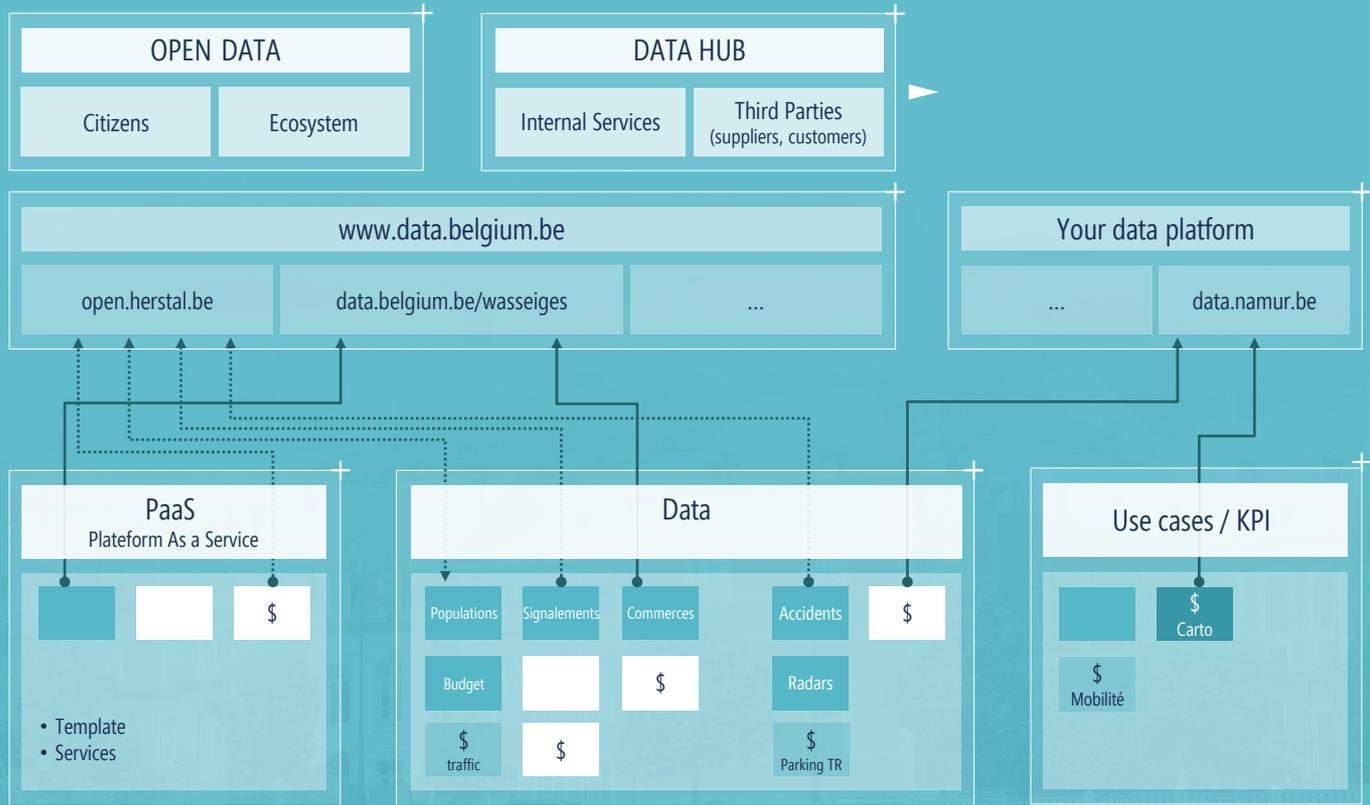 OPEN DATA
Citizens
Ecosystem
DATA HUB
Internal Services
Third Parties
(suppliers, customers)
www.data.belgium.be
open.herstal.be
data.belgium.be/wasseiges
...
Your data platform
...
data.namur.be
PaaS
Plateform As a Service
$
• Template
• Services
Data
Populations
Signalements
Commerces
Accidents
$
Budget
$
Radars
$
traffic
$
$
Parking TR
Use cases / KPI
$
Carto
$
Mobilité